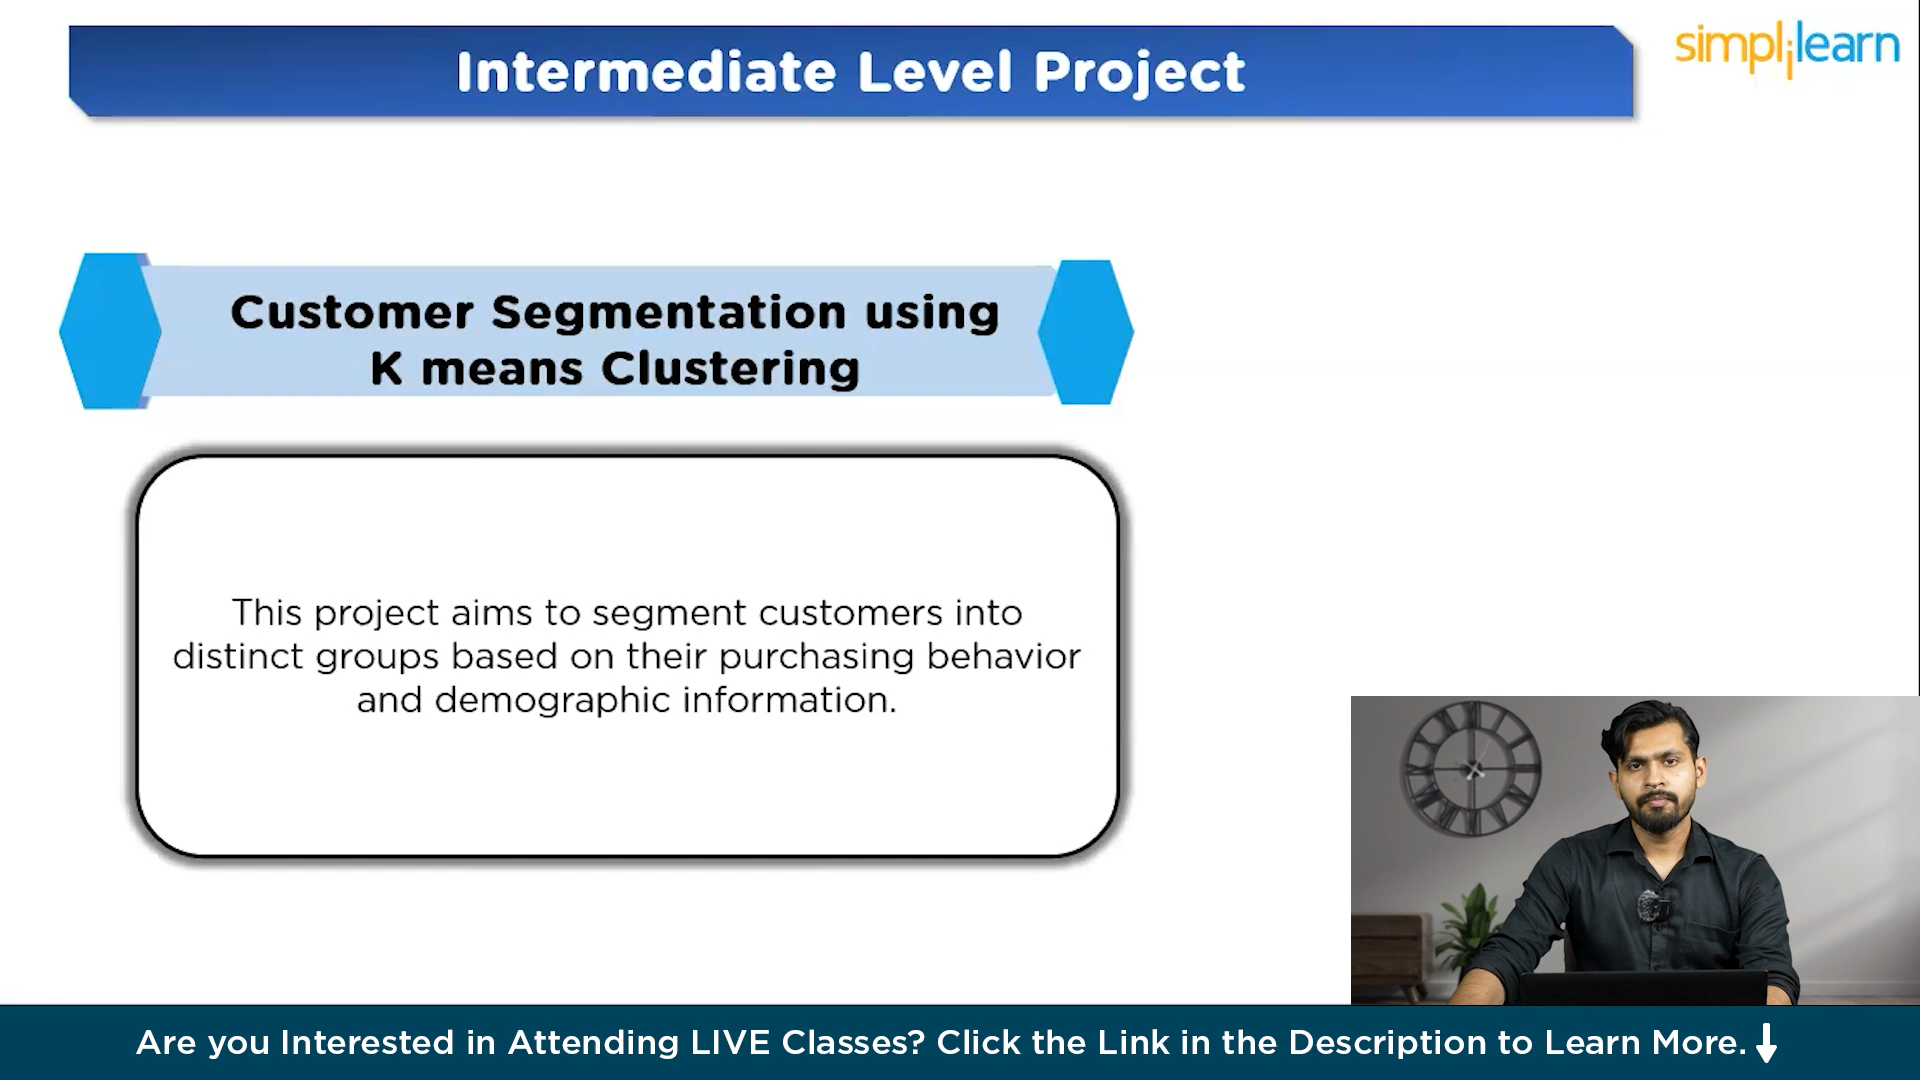 Intermediate Level Project
simplilearn
Customer Segmentation using
K means Clustering
This project aims to segment customers into
distinct groups based on their purchasing behavior
and demographic information.
Are you Interested in Attending LIVE Classes? Click the Link in the Description to Learn More.